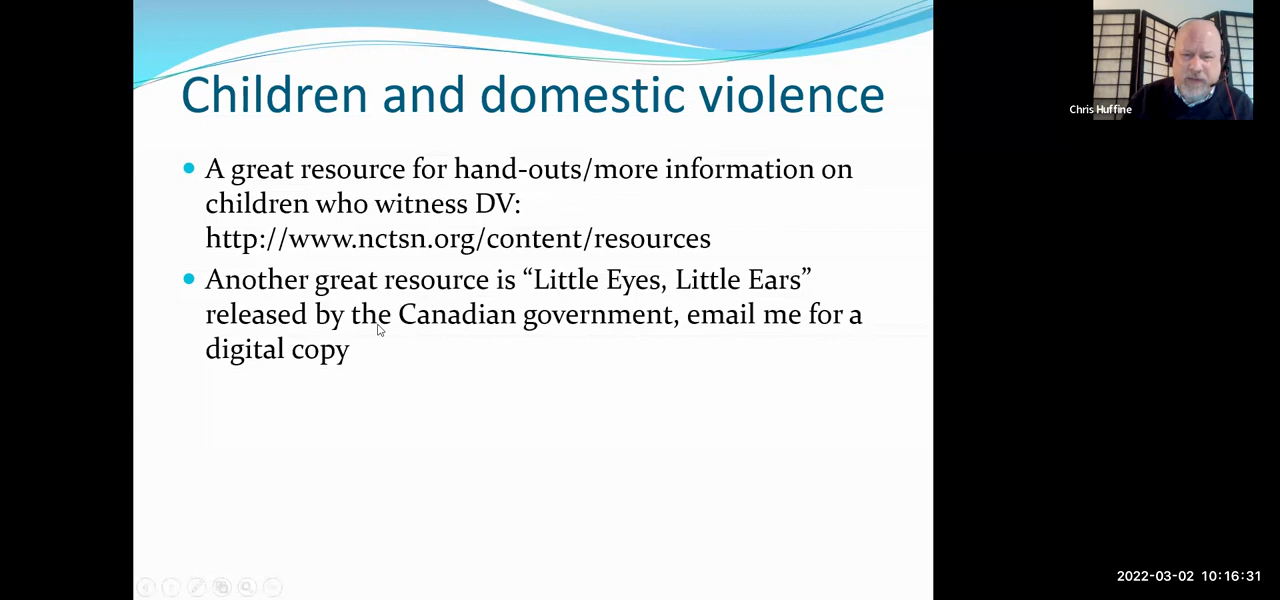 Children and domestic violence
A great resource for hand-outs/more information on
children who witness DV:
http://www.nctsn.org/content/resources
Another great resource is “Little Eyes, Little Ears”
released by the Canadian government, email me for a
digital copy
Chris Huffine
2022-03-02 10:16:31